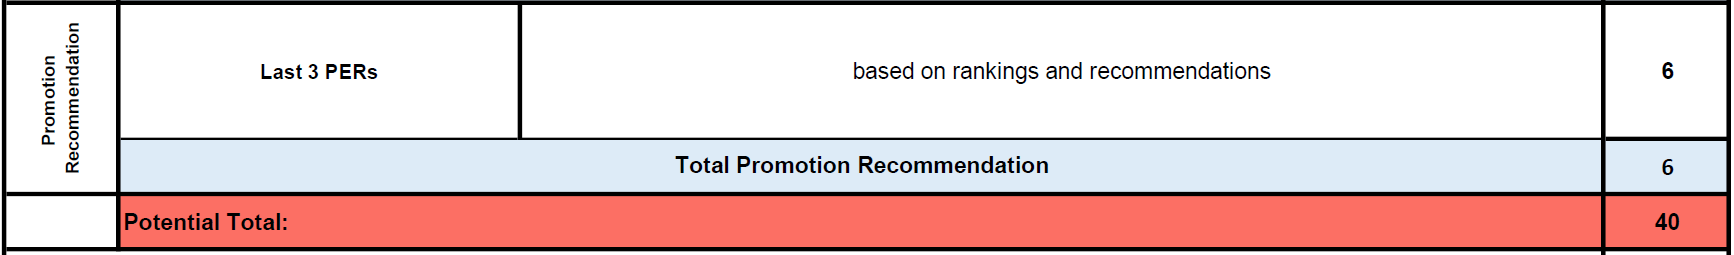 Promotion
Recommendation
Last 3 PERs
based on rankings and recommendations
6
Total Promotion Recommendation
6
Potential Total:
40